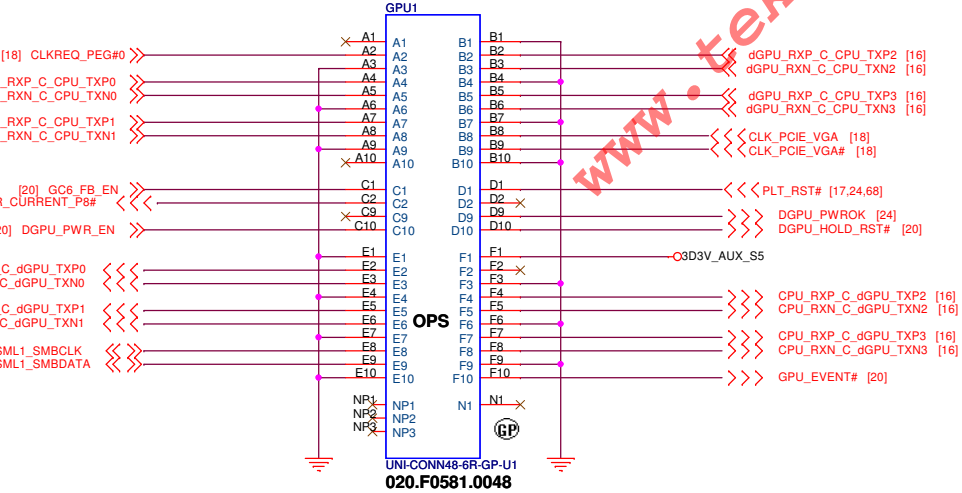 GPU1
A1 A1 B1 B1
[18] CLKREQ_PEG#0 A2 A2 B2 B2 dGPU_RXP_C_CPU_TXP2 [16]
A3 A3 B3 B3 dGPU_RXN_C_CPU_TXN2 [16]
_RXP_C_CPU_TXP0 A4 A4 B4 B4
_RXN_C_CPU_TXN0 A5 A5 B5 B5 dGPU_RXP_C_CPU_TXP3 [16]
A6 A6 B6 B6 dGPU_RXN_C_CPU_TXN3 [16]
_RXP_C_CPU_TXP1 A7 A7 B7 B7
_RXN_C_CPU_TXN1 A8 A8 B8 B8 CLK_PCIE_VGA [18]
A9 A9 B9 B9 CLK_PCIE_VGA# [18]
A10 A10 B10 B10
[20] GC6_FB_EN C1 C1 D1 D1 PLT_RST# [17,24,68]
R_CURRENT_P8# C2 C2 D2 D2
C9 C9 D9 D9 DGPU_PWROK [24]
20] DGPU_PWR_EN C10 C10 D10 D10 DGPU_HOLD_RST# [20]
E1 E1 F1 F1 3D3V_AUX_S5
C_dGPU_TXP0 E2 E2 F2 F2
C_dGPU_TXN0 E3 E3 F3 F3
E4 E4 F4 F4 CPU_RXP_C_dGPU_TXP2 [16]
C_dGPU_TXP1 E5 E5 F5 F5 CPU_RXN_C_dGPU_TXN2 [16]
C_dGPU_TXN1 E6 E6 OPS F6 F6
E7 E7 F7 F7 CPU_RXP_C_dGPU_TXP3 [16]
SML1_SMBCLK E8 E8 F8 F8 CPU_RXN_C_dGPU_TXN3 [16]
SML1_SMBDATA E9 E9 F9 F9
E10 E10 F10 F10 GPU_EVENT# [20]
NP1 NP1 N1 N1
NP2 NP2
NP3 NP3
GP
UNI-CONN48-6R-GP-U1
020.F0581.0048
www.te